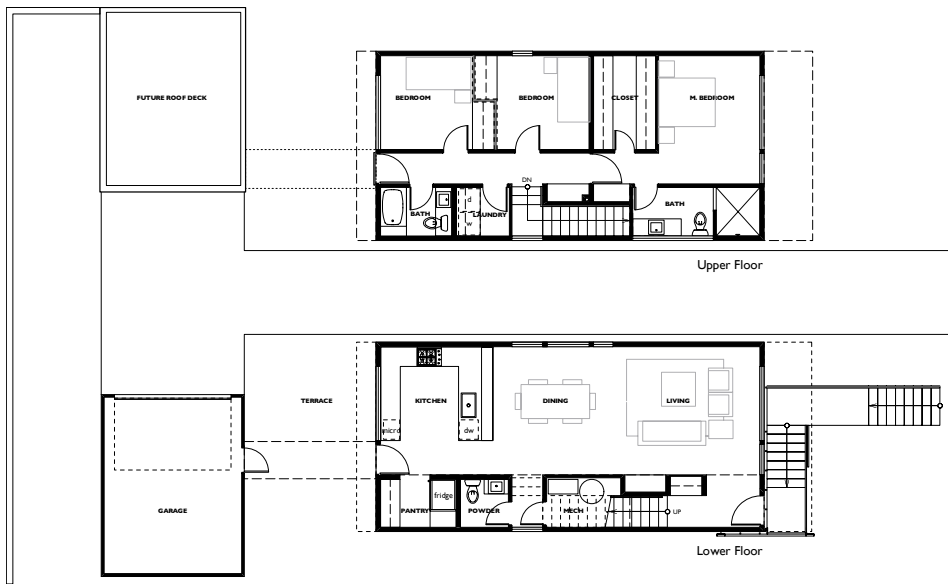 FUTURE ROOF DECK
BEDROOM
BEDROOM
CLOSET
M. BEDROOM
DN
BATH
d
w
LAUNDRY
BATH
Upper Floor
TERRACE
KITCHEN
DINING
LIVING
micro
dw
GARAGE
PANTRY
fridge
POWDER
MECH
UP
Lower Floor